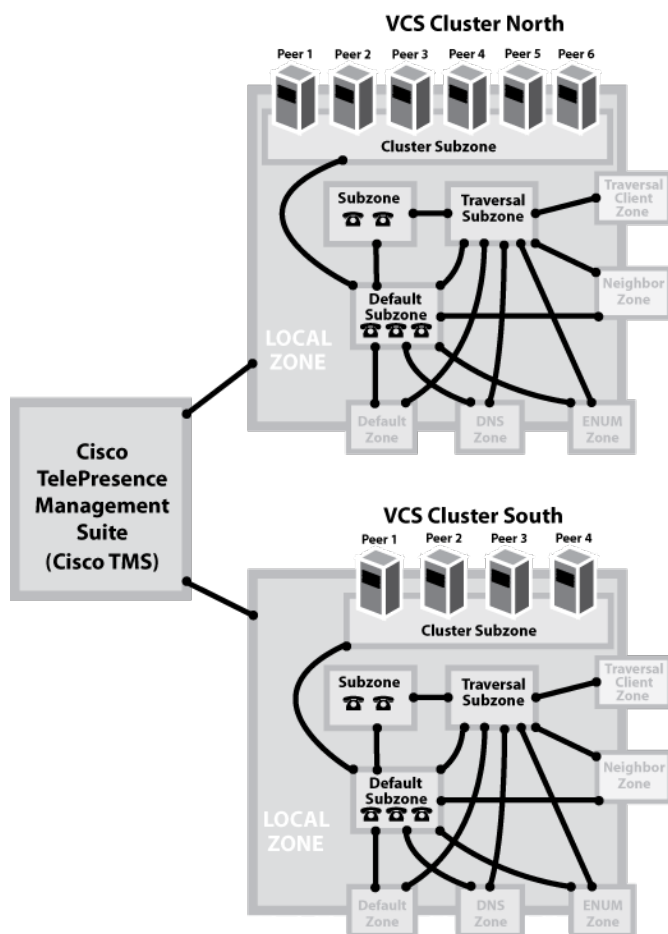 VCS Cluster North
Peer 1 Peer 2 Peer 3 Peer 4 Peer 5 Peer 6
Cluster Subzone
Subzone
Traversal
Subzone
Traversal
Client
Zone
Default
Subzone
Neighbor
Zone
LOCAL
ZONE
Default
Zone
DNS
Zone
ENUM
Zone
Cisco
TelePresence
Management
Suite
(Cisco TMS)
VCS Cluster South
Peer 1 Peer 2 Peer 3 Peer 4
Cluster Subzone
Subzone
Traversal
Subzone
Traversal
Client
Zone
Default
Subzone
Neighbor
Zone
LOCAL
ZONE
Default
Zone
DNS
Zone
ENUM
Zone